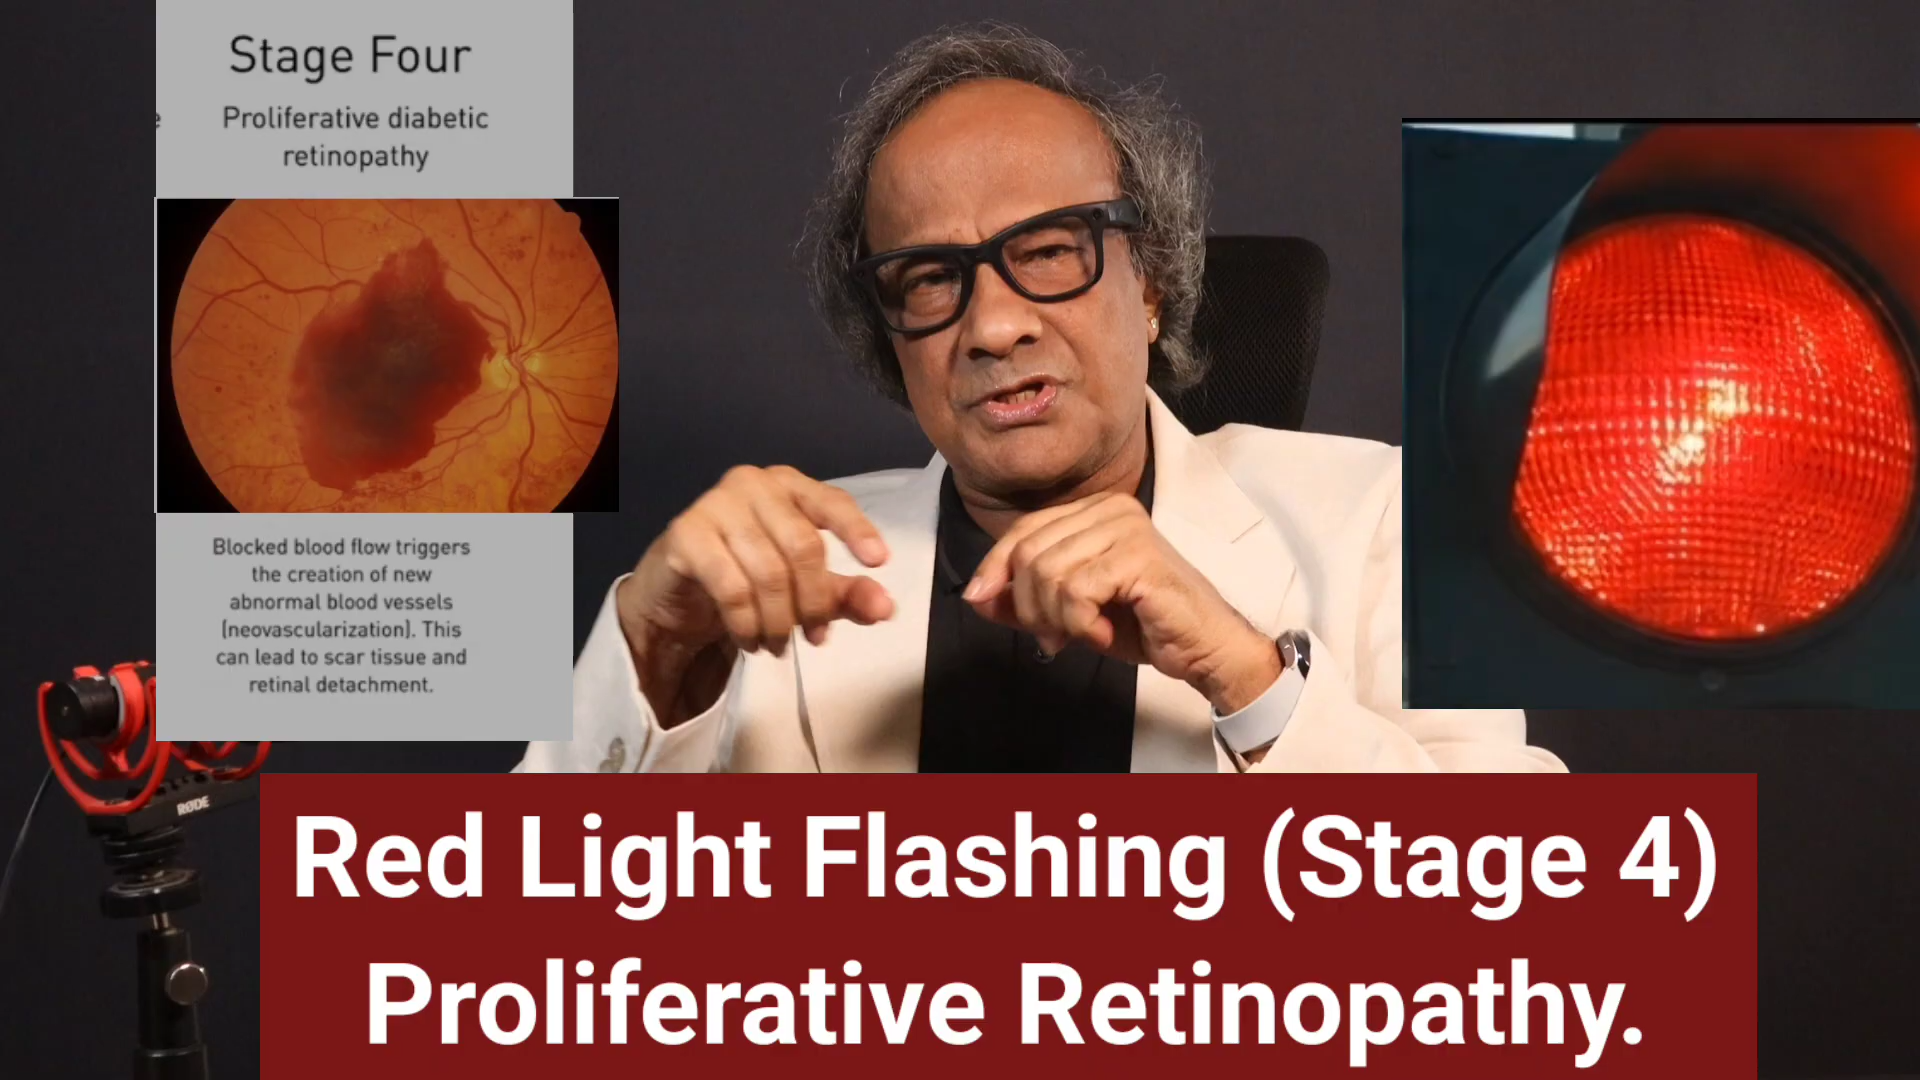 Stage Four
e
Proliferative diabetic
retinopathy
Blocked blood flow triggers
the creation of new
abnormal blood vessels
(neovascularization). This
can lead to scar tissue and
retinal detachment.
RØDE
Red Light Flashing (Stage 4)
Proliferative Retinopathy.